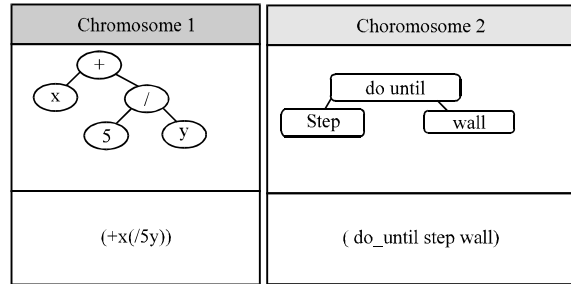 Chromosome 1
+
x
/
5
y
(+x(/5y))
Choromosome 2
do until
Step
wall
( do_until step wall)